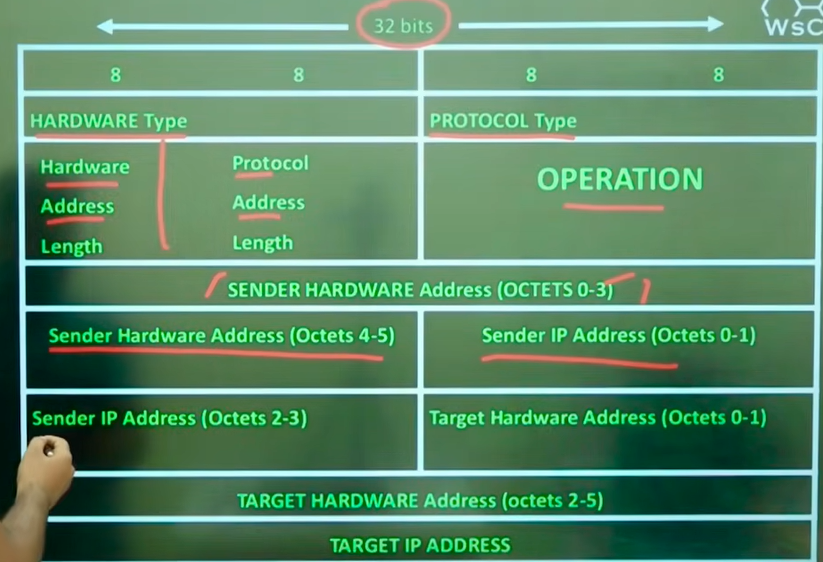 32 bits
WsC
8 8 8 8
HARDWARE Type PROTOCOL Type
Hardware Protocol
Address Address
Length Length
OPERATION
SENDER HARDWARE Address (OCTETS 0-3)
Sender Hardware Address (Octets 4-5) Sender IP Address (Octets 0-1)
Sender IP Address (Octets 2-3) Target Hardware Address (Octets 0-1)
TARGET HARDWARE Address (octets 2-5)
TARGET IP ADDRESS